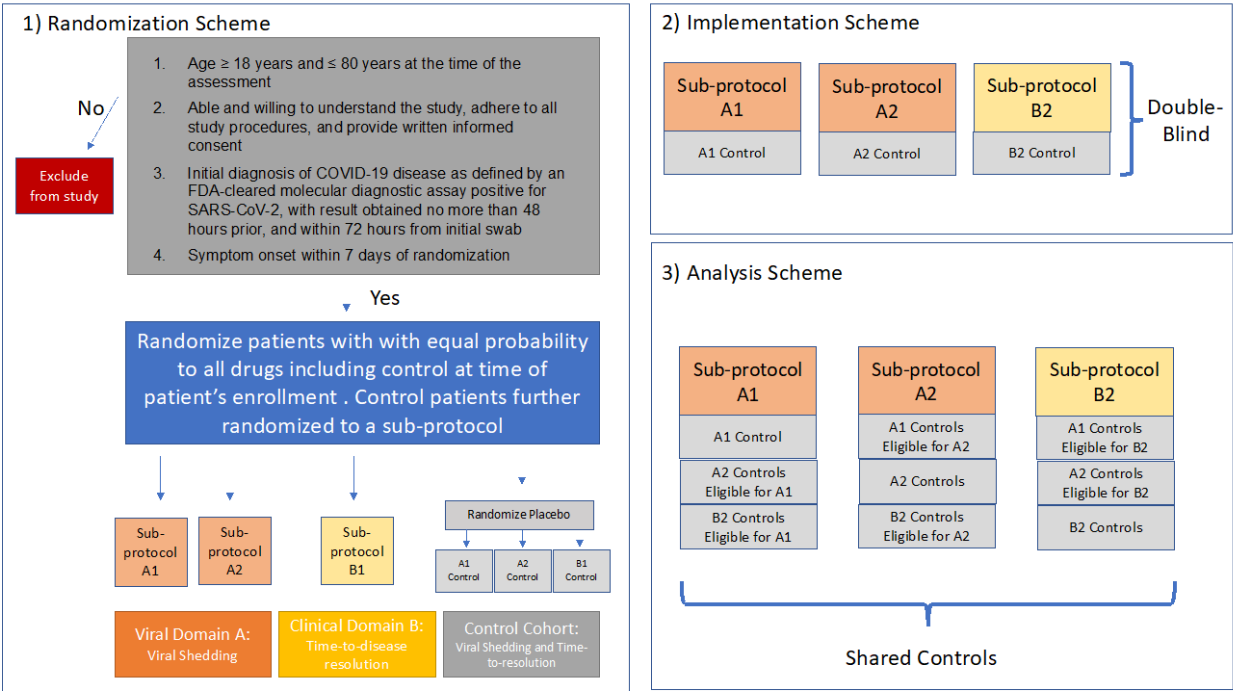 1) Randomization Scheme
1. Age ≥ 18 years and ≤ 80 years at the time of the
assessment
2. Able and willing to understand the study, adhere to all
study procedures, and provide written informed
consent
3. Initial diagnosis of COVID-19 disease as defined by an
FDA-cleared molecular diagnostic assay positive for
SARS-CoV-2, with result obtained no more than 48
hours prior, and within 72 hours from initial swab
4. Symptom onset within 7 days of randomization
No
Exclude
from study
Yes
Randomize patients with with equal probability
to all drugs including control at time of
patient's enrollment . Control patients further
randomized to a sub-protocol
Sub-
protocol
A1
Sub-
protocol
A2
Sub-
protocol
B1
Randomize Placebo
A1
Control
A2
Control
B1
Control
Viral Domain A:
Viral Shedding
Clinical Domain B:
Time-to-disease
resolution
Control Cohort:
Viral Shedding and Time-
to-resolution
2) Implementation Scheme
Sub-protocol
A1
A1 Control
Sub-protocol
A2
A2 Control
Sub-protocol
B2
B2 Control
Double-
Blind
3) Analysis Scheme
Sub-protocol
A1
A1 Control
A2 Controls
Eligible for A1
B2 Controls
Eligible for A1
Sub-protocol
A2
A1 Controls
Eligible for A2
A2 Controls
B2 Controls
Eligible for A2
Sub-protocol
B2
A1 Controls
Eligible for B2
A2 Controls
Eligible for B2
B2 Controls
Shared Controls